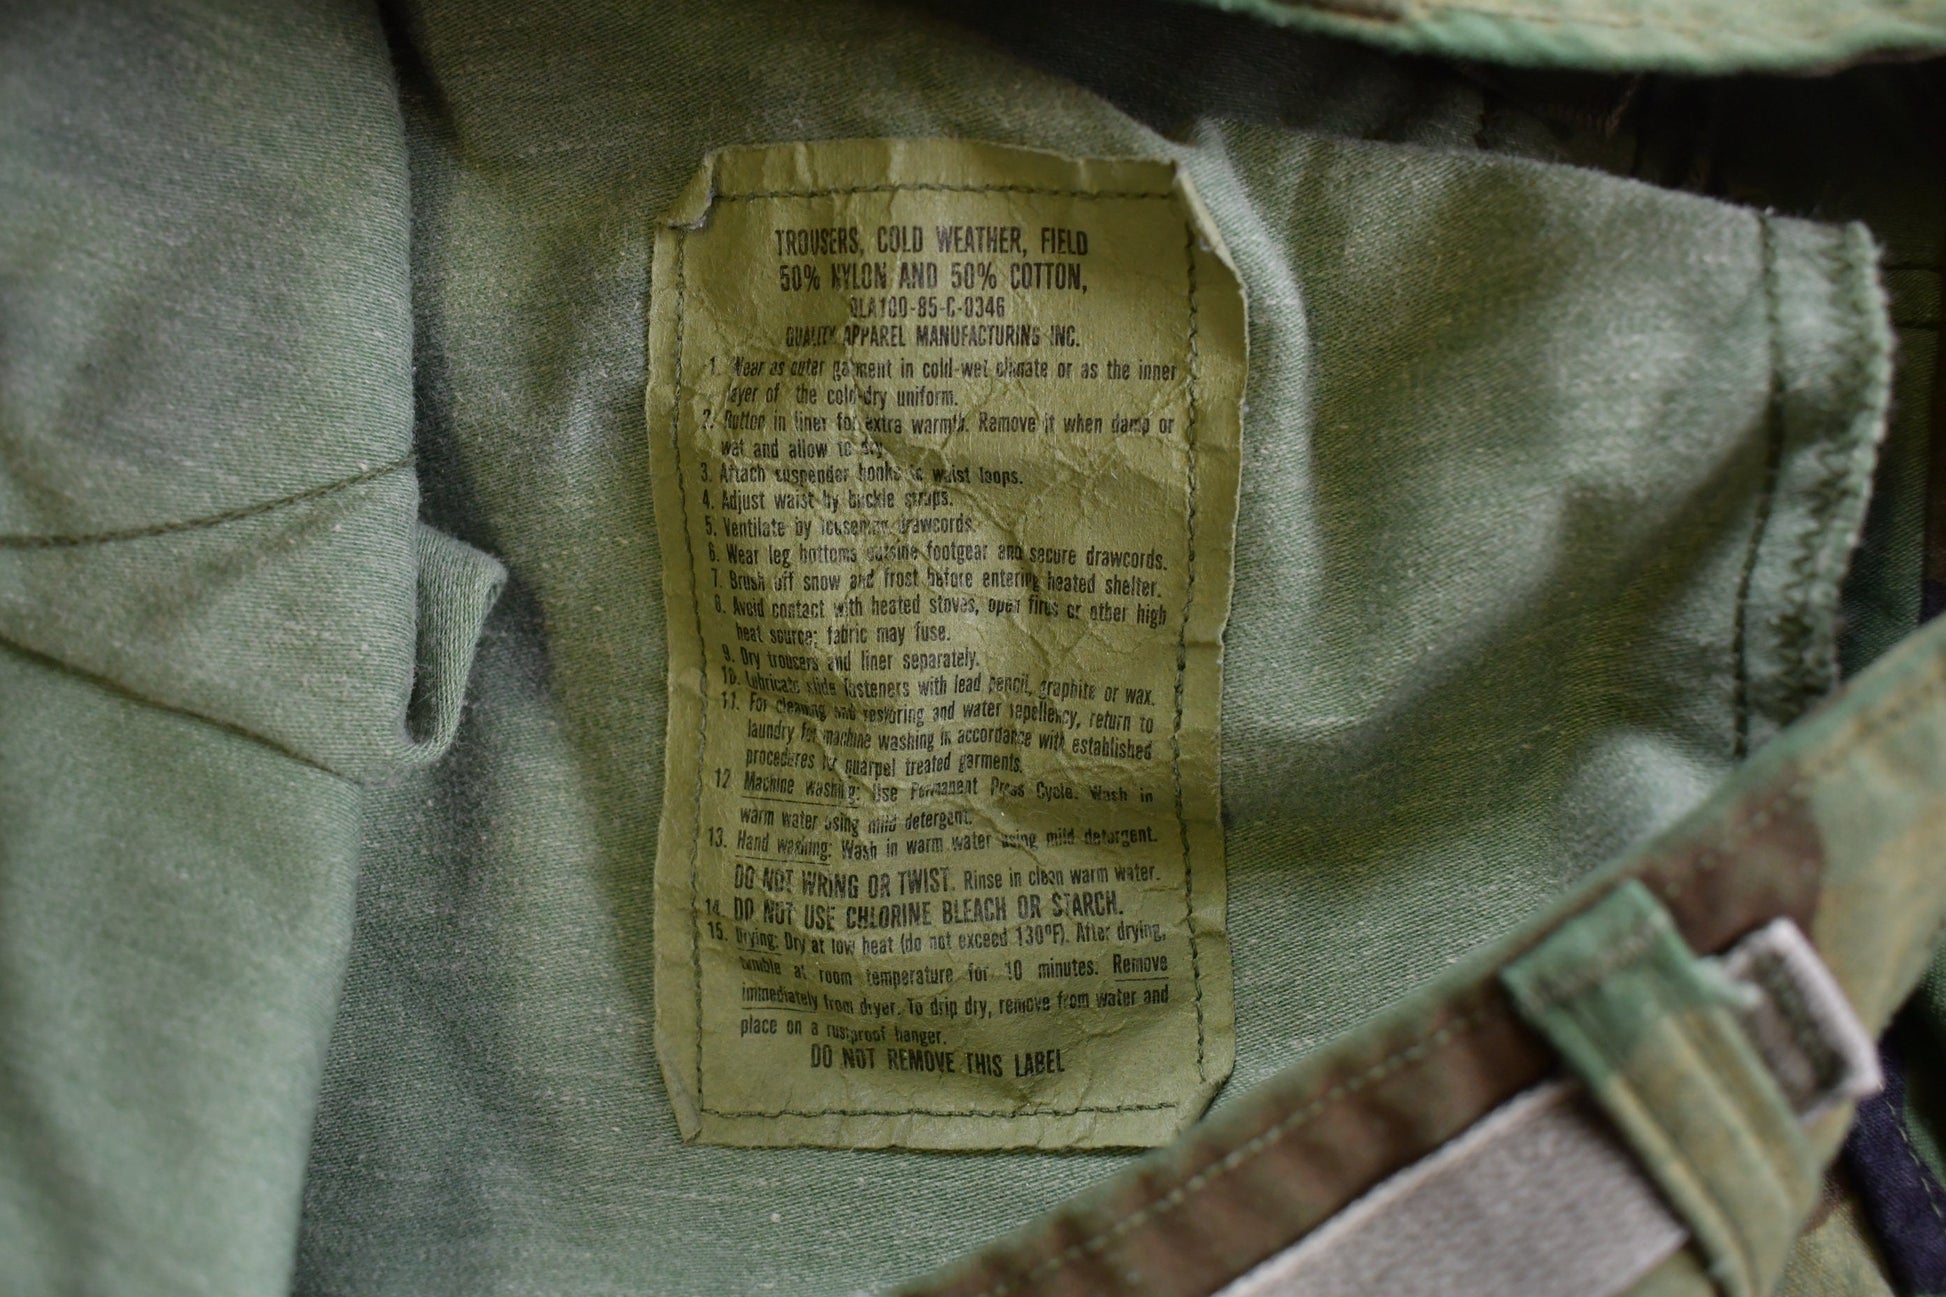 TROUSERS, COLD WEATHER, FIELD
50% NYLON AND 50% COTTON,
DLA100-85-C-0346
QUALITY APPAREL MANUFACTURING INC.
1. Wear as outer garment in cold-wet climate or as the inner
layer of the cold-dry uniform.
2. Button in liner for extra warmth. Remove it when damp or
wet and allow to dry.
3. Attach suspender hooks to waist loops.
4. Adjust waist by buckle straps.
5. Ventilate by loosening drawcords.
6. Wear leg bottoms outside footgear and secure drawcords.
7. Brush off snow and frost before entering heated shelter.
8. Avoid contact with heated stoves, open fires or other high
heat source; fabric may fuse.
9. Dry trousers and liner separately.
10. Lubricate slide fasteners with lead pencil, graphite or wax.
11. For cleaning and restoring and water repellency, return to
laundry for machine washing in accordance with established
procedures for quarpel treated garments.
12 Machine washing: Use Permanent Press Cycle. Wash in
warm water using mild detergent.
13. Hand washing: Wash in warm water using mild detergent.
DO NOT WRING OR TWIST. Rinse in clean warm water.
14. DO NOT USE CHLORINE BLEACH OR STARCH.
15. Drying: Dry at low heat (do not exceed 130°F). After drying,
tumble at room temperature for 10 minutes. Remove
immediately from dryer. To drip dry, remove from water and
place on a rustproof hanger.
DO NOT REMOVE THIS LABEL